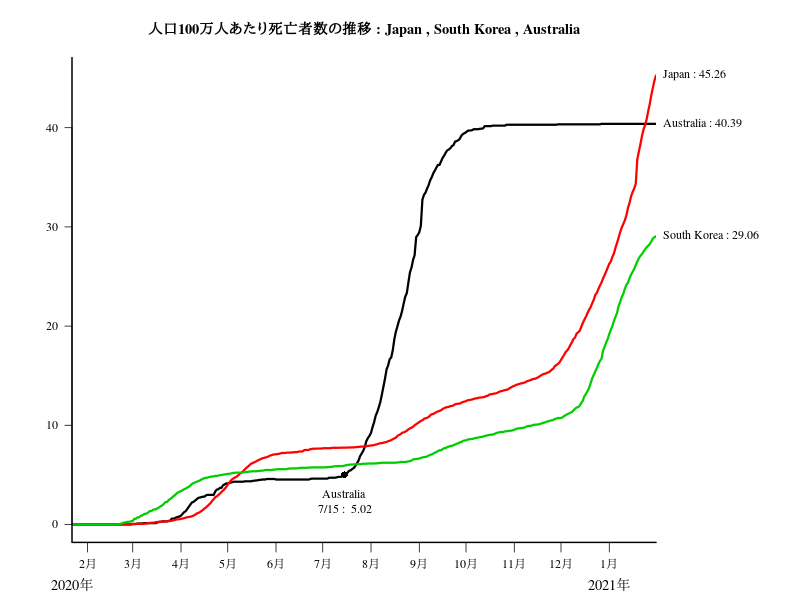 人口100万人あたり死亡者数の推移 : Japan , South Korea , Australia
Japan : 45.26
Australia : 40.39
South Korea : 29.06
40
30
20
10
0
Australia
7/15 : 5.02
2月 3月 4月 5月 6月 7月 8月 9月 10月 11月 12月 1月
2020年 2021年